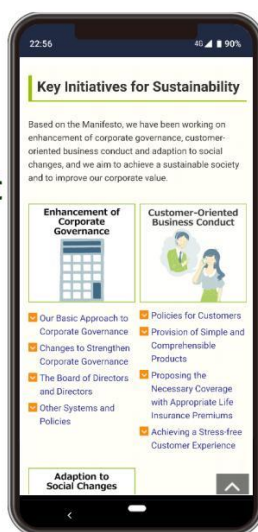 22:56
4G 90%
Key Initiatives for Sustainability
Based on the Manifesto, we have been working on
enhancement of corporate governance, customer-
oriented business conduct and adaption to social
changes, and we aim to achieve a sustainable society
and to improve our corporate value.
Enhancement of
Corporate
Governance
Our Basic Approach to
Corporate Governance
Changes to Strengthen
Corporate Governance
The Board of Directors
and Directors
Other Systems and
Policies
Customer-Oriented
Business Conduct
Policies for Customers
Provision of Simple and
Comprehensible
Products
Proposing the
Necessary Coverage
with Appropriate Life
Insurance Premiums
Achieving a Stress-free
Customer Experience
Adaption to
Social Changes